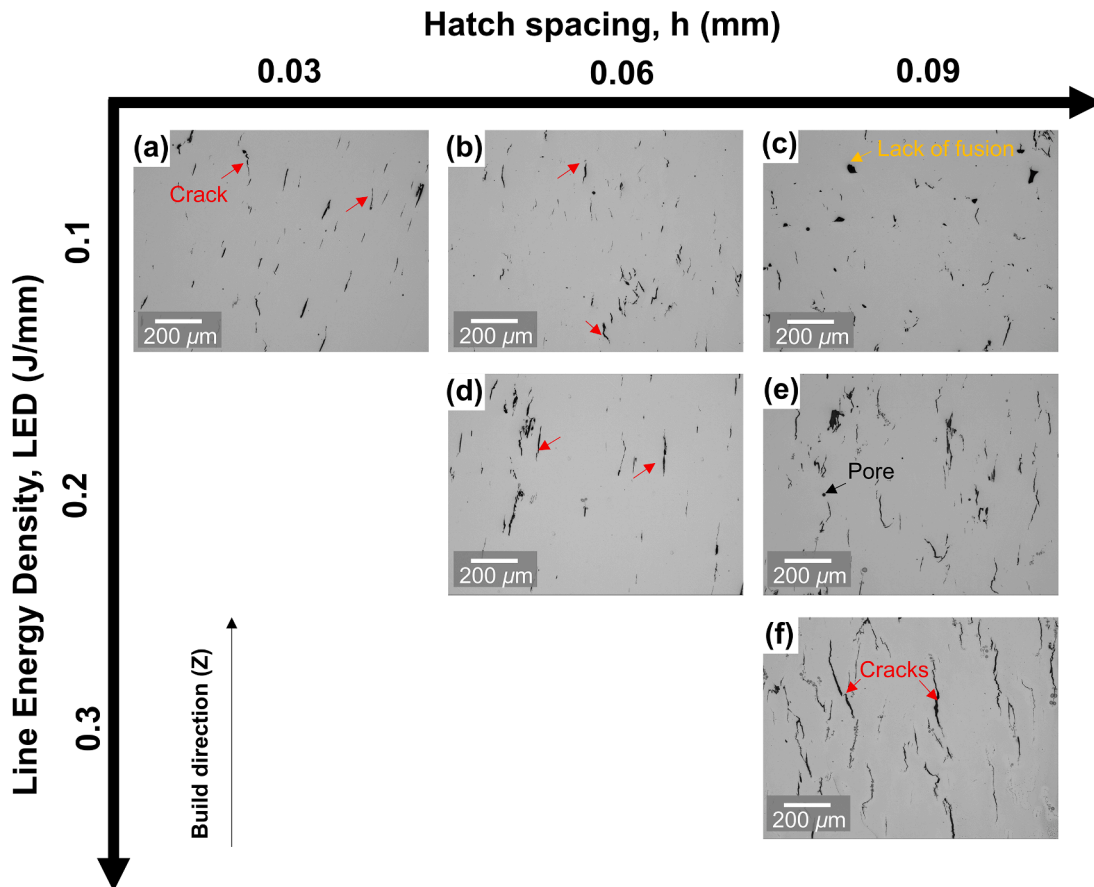 Hatch spacing, h (mm)
0.03 0.06 0.09
Line Energy Density, LED (J/mm)
0.1
(a)
Crack
200 µm
(b)
200 µm
(c)
Lack of fusion
200 µm
0.2
(d)
200 µm
(e)
Pore
200 µm
0.3
Build direction (Z)
(f)
Cracks
200 µm